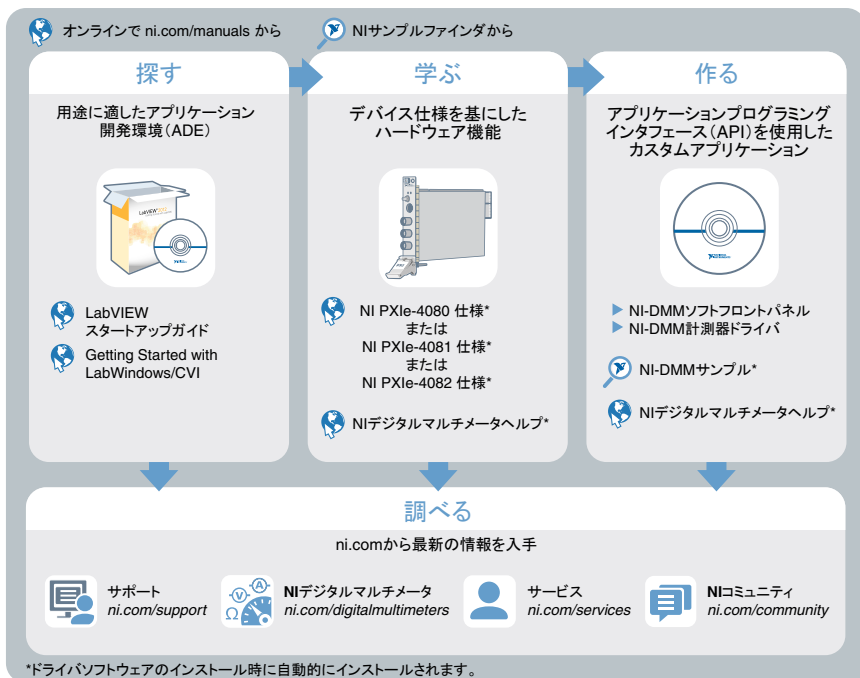 オンラインで ni.com/manuals から
NIサンプルファインダから
探す
用途に適したアプリケーション
開発環境（ADE）
LabVIEW
LabVIEW
スタートアップガイド
Getting Started with
LabWindows/CVI
学ぶ
デバイス仕様を基にした
ハードウェア機能
NI PXIe-4080 仕様*
または
NI PXIe-4081 仕様*
または
NI PXIe-4082 仕様*
NIデジタルマルチメータヘルプ*
作る
アプリケーションプログラミング
インタフェース（API）を使用した
カスタムアプリケーション
NI-DMMソフトフロントパネル
NI-DMM計測器ドライバ
NI-DMMサンプル*
NIデジタルマルチメータヘルプ*
調べる
ni.comから最新の情報を入手
サポート
ni.com/support
V
A
Ω
NIデジタルマルチメータ
ni.com/digitalmultimeters
サービス
ni.com/services
NIコミュニティ
ni.com/community
*ドライバソフトウェアのインストール時に自動的にインストールされます。